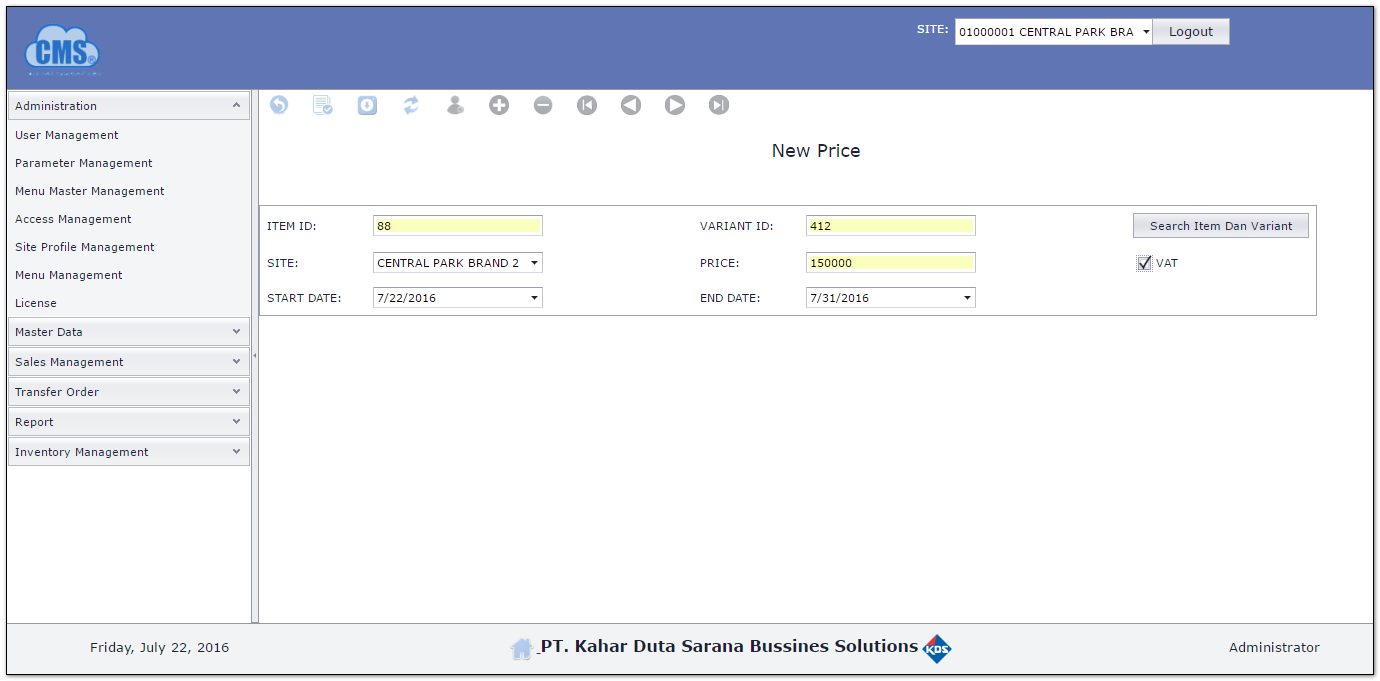 CMS®
SITE: 01000001 CENTRAL PARK BRA Logout
Administration
User Management
Parameter Management
Menu Master Management
Access Management
Site Profile Management
Menu Management
License
Master Data
Sales Management
Transfer Order
Report
Inventory Management
New Price
ITEM ID: 88 VARIANT ID: 412 Search Item Dan Variant
SITE: CENTRAL PARK BRAND 2 PRICE: 150000 VAT
START DATE: 7/22/2016 END DATE: 7/31/2016
Friday, July 22, 2016 PT. Kahar Duta Sarana Bussines Solutions KDS Administrator